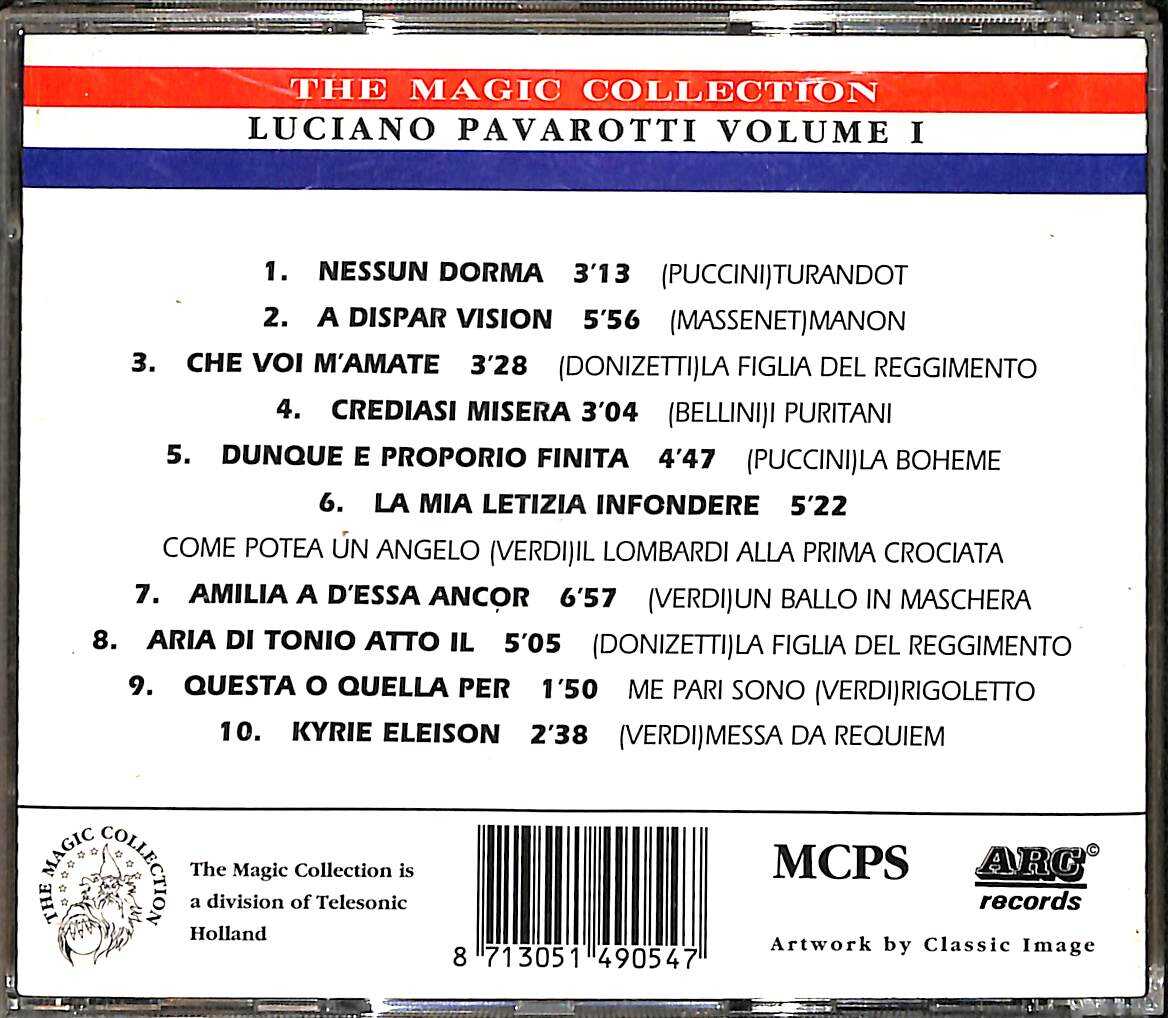 THE MAGIC COLLECTION
LUCIANO PAVAROTTI VOLUME I
1. NESSUN DORMA 3'13 (PUCCINI)TURANDOT
2. A DISPAR VISION 5'56 (MASSENET)MANON
3. CHE VOI M'AMATE 3'28 (DONIZETTI)LA FIGLIA DEL REGGIMENTO
4. CREDIASI MISERA 3'04 (BELLINI)I PURITANI
5. DUNQUE E PROPORIO FINITA 4'47 (PUCCINI)LA BOHEME
6. LA MIA LETIZIA INFONDERE 5'22
COME POTEA UN ANGELO (VERDI)IL LOMBARDI ALLA PRIMA CROCIATA
7. AMILIA A D'ESSA ANCOR 6'57 (VERDI)UN BALLO IN MASCHERA
8. ARIA DI TONIO ATTO IL 5'05 (DONIZETTI)LA FIGLIA DEL REGGIMENTO
9. QUESTA O QUELLA PER 1'50 ME PARI SONO (VERDI)RIGOLETTO
10. KYRIE ELEISON 2'38 (VERDI)MESSA DA REQUIEM
THE MAGIC COLLECTION
The Magic Collection is
a division of Telesonic
Holland
8 713051 490547
MCPS
ARC©
records
Artwork by Classic Image